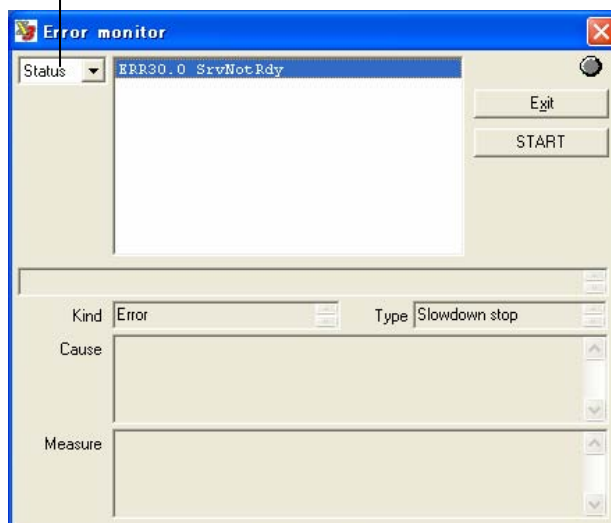 Error monitor
Status
ERR30.0 SrvNotRdy
Exit
START
Kind Error Type Slowdown stop
Cause
Measure